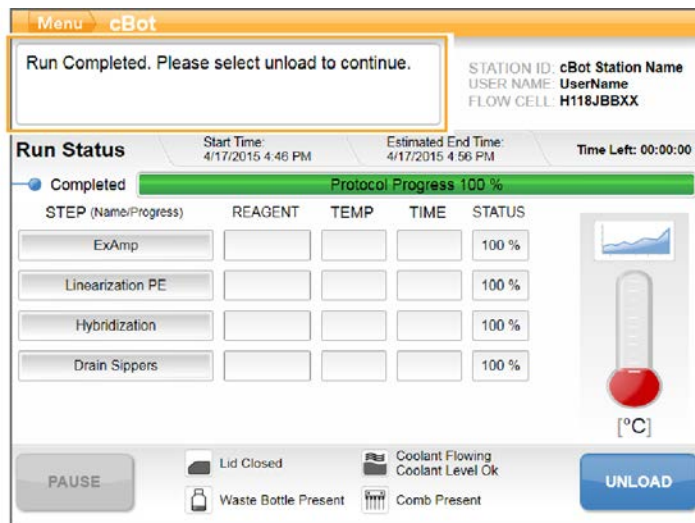 Menu cBot
Run Completed. Please select unload to continue.
STATION ID: cBot Station Name
USER NAME: UserName
FLOW CELL: H118JBBXX
Run Status
Start Time:
4/17/2015 4:46 PM
Estimated End Time:
4/17/2015 4:56 PM
Time Left: 00:00:00
Completed
Protocol Progress 100 %
STEP (Name/Progress) REAGENT TEMP TIME STATUS
ExAmp 100 %
Linearization PE 100 %
Hybridization 100 %
Drain Sippers 100 %
[°C]
PAUSE
Lid Closed
Coolant Flowing
Coolant Level Ok
Waste Bottle Present
Comb Present
UNLOAD